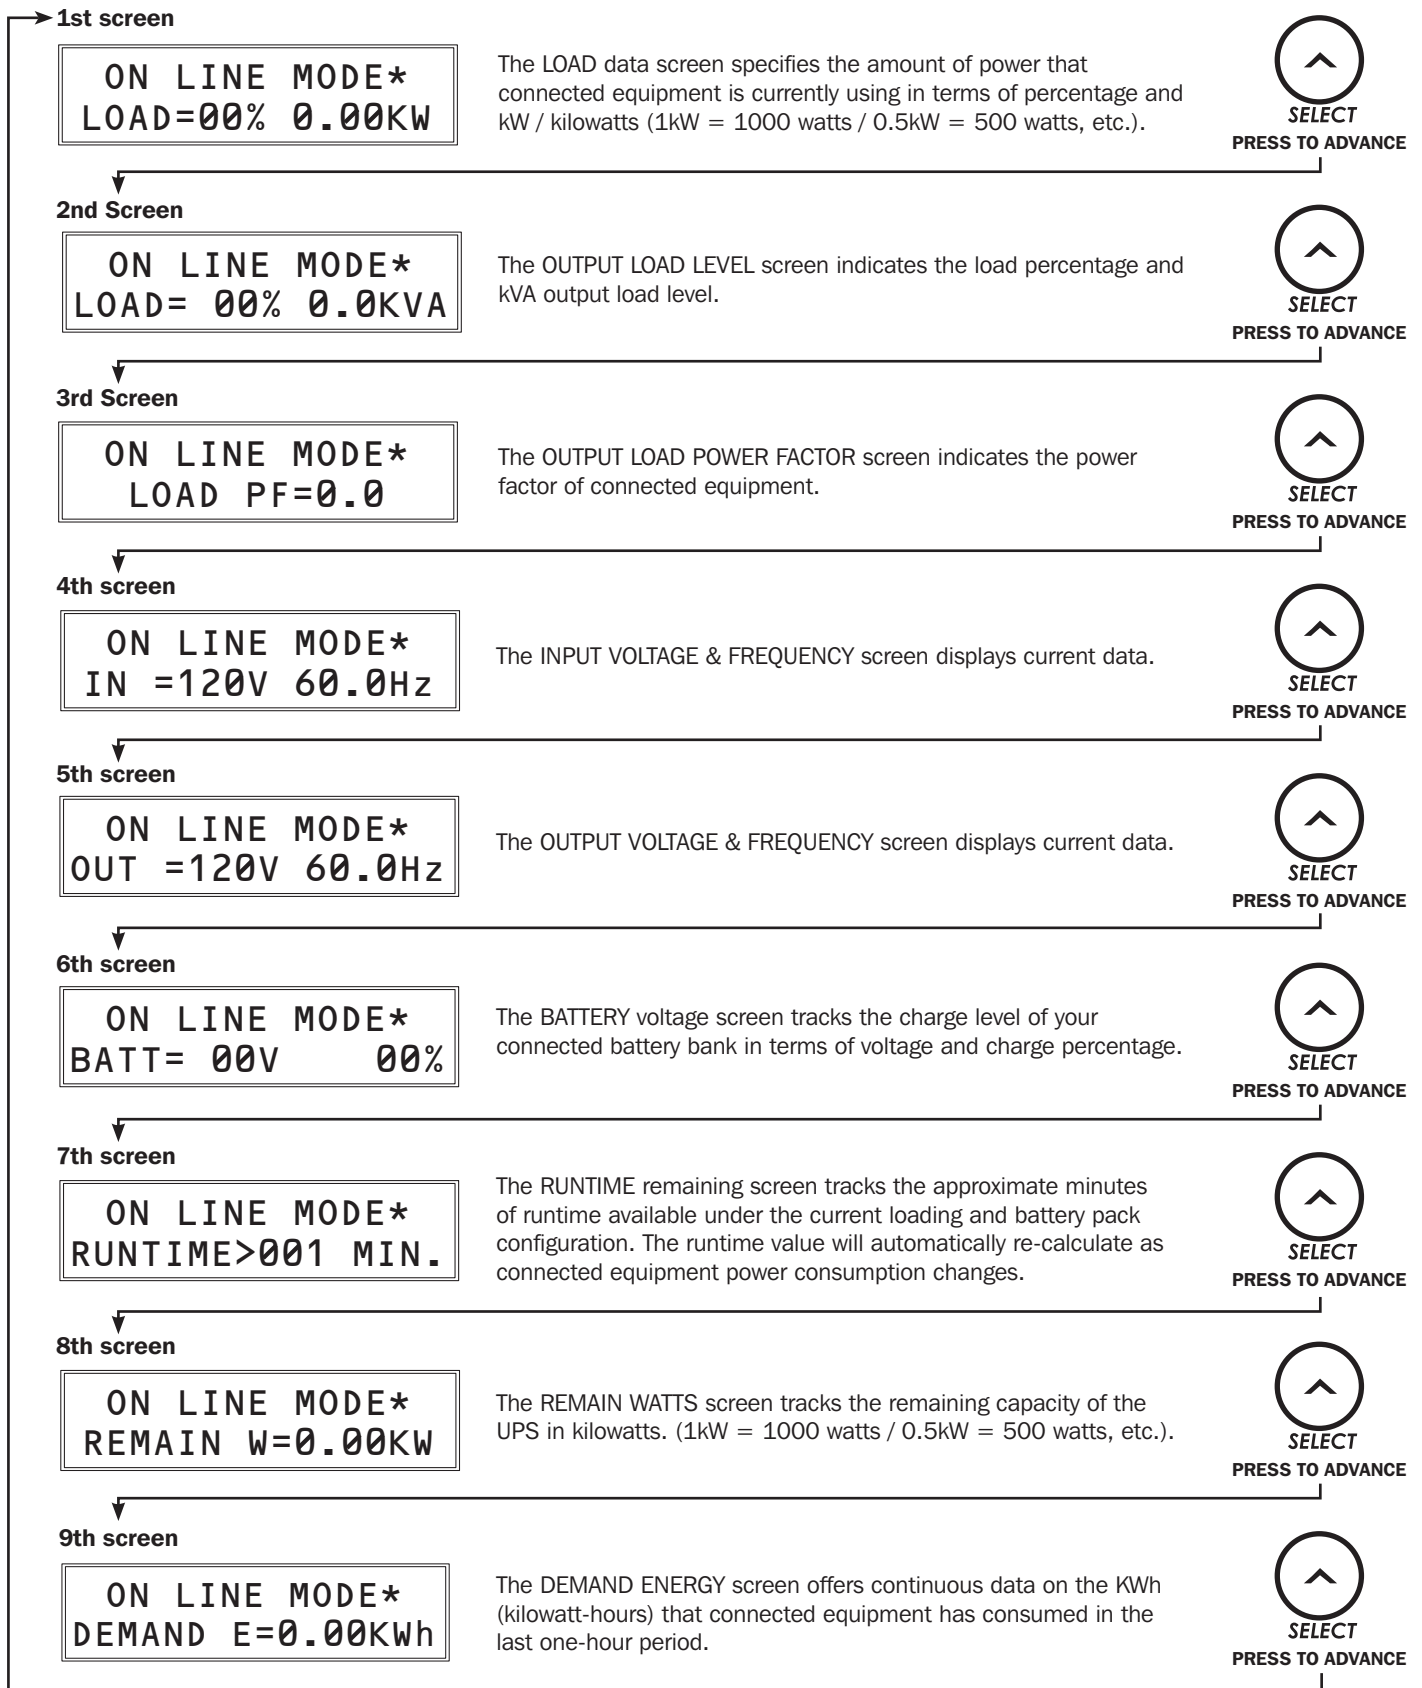 1st screen
ON LINE MODE*
LOAD=00% 0.00KW
The LOAD data screen specifies the amount of power that
connected equipment is currently using in terms of percentage and
kW / kilowatts (1kW = 1000 watts / 0.5kW = 500 watts, etc.).
SELECT
PRESS TO ADVANCE
2nd Screen
ON LINE MODE*
LOAD= 00% 0.0KVA
The OUTPUT LOAD LEVEL screen indicates the load percentage and
kVA output load level.
SELECT
PRESS TO ADVANCE
3rd Screen
ON LINE MODE*
LOAD PF=0.0
The OUTPUT LOAD POWER FACTOR screen indicates the power
factor of connected equipment.
SELECT
PRESS TO ADVANCE
4th screen
ON LINE MODE*
IN =120V 60.0Hz
The INPUT VOLTAGE & FREQUENCY screen displays current data.
SELECT
PRESS TO ADVANCE
5th screen
ON LINE MODE*
OUT =120V 60.0Hz
The OUTPUT VOLTAGE & FREQUENCY screen displays current data.
SELECT
PRESS TO ADVANCE
6th screen
ON LINE MODE*
BATT= 00V 00%
The BATTERY voltage screen tracks the charge level of your
connected battery bank in terms of voltage and charge percentage.
SELECT
PRESS TO ADVANCE
7th screen
ON LINE MODE*
RUNTIME>001 MIN.
The RUNTIME remaining screen tracks the approximate minutes
of runtime available under the current loading and battery pack
configuration. The runtime value will automatically re-calculate as
connected equipment power consumption changes.
SELECT
PRESS TO ADVANCE
8th screen
ON LINE MODE*
REMAIN W=0.00KW
The REMAIN WATTS screen tracks the remaining capacity of the
UPS in kilowatts. (1kW = 1000 watts / 0.5kW = 500 watts, etc.).
SELECT
PRESS TO ADVANCE
9th screen
ON LINE MODE*
DEMAND E=0.00KWh
The DEMAND ENERGY screen offers continuous data on the KWh
(kilowatt-hours) that connected equipment has consumed in the
last one-hour period.
SELECT
PRESS TO ADVANCE